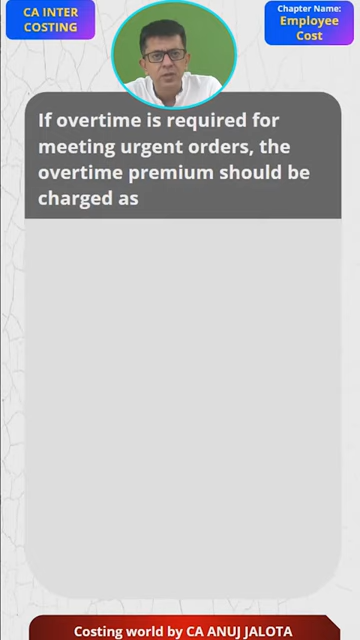 CA INTER
COSTING
Chapter Name:
Employee
Cost
If overtime is required for
meeting urgent orders, the
overtime premium should be
charged as
Costing world by CA ANUJ JALOTA